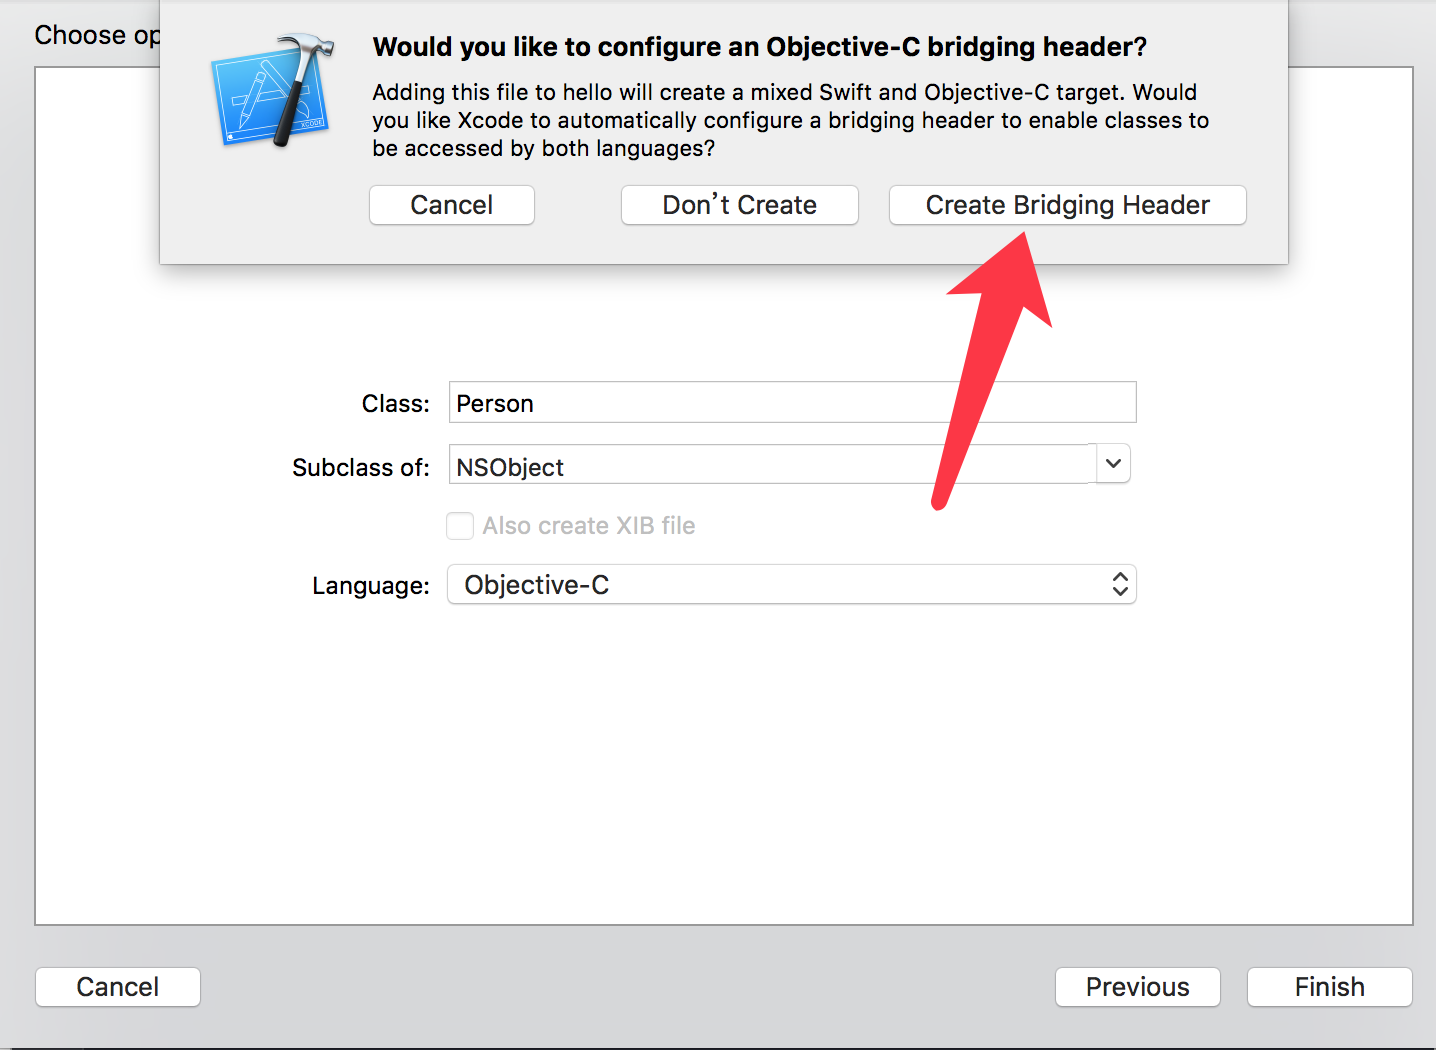 Choose op
Would you like to configure an Objective-C bridging header?
Adding this file to hello will create a mixed Swift and Objective-C target. Would
you like Xcode to automatically configure a bridging header to enable classes to
be accessed by both languages?
Cancel
Don't Create
Create Bridging Header
XCODE
Class:
Person
Subclass of:
NSObject
Also create XIB file
Language:
Objective-C
Cancel
Previous
Finish